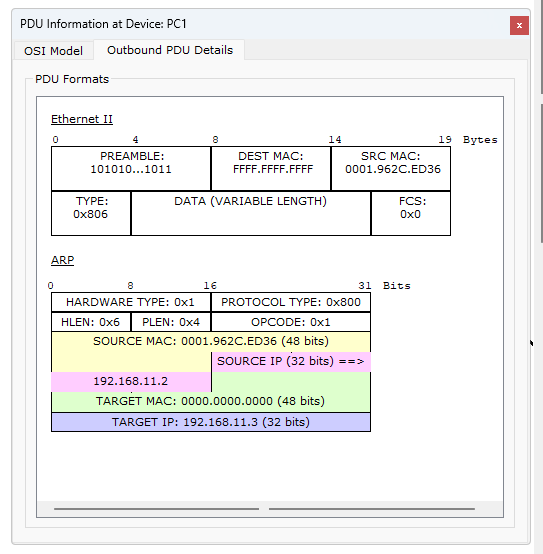 PDU Information at Device: PC1
x
OSI Model Outbound PDU Details
PDU Formats
Ethernet II
0 4 8 14 19 Bytes
PREAMBLE: DEST MAC: SRC MAC:
101010...1011 FFFF.FFFF.FFFF 0001.962C.ED36
TYPE: DATA (VARIABLE LENGTH) FCS:
0x806 0x0
ARP
0 8 16 31 Bits
HARDWARE TYPE: 0x1 PROTOCOL TYPE: 0x800
HLEN: 0x6 PLEN: 0x4 OPCODE: 0x1
SOURCE MAC: 0001.962C.ED36 (48 bits)
SOURCE IP (32 bits) ==>
192.168.11.2
TARGET MAC: 0000.0000.0000 (48 bits)
TARGET IP: 192.168.11.3 (32 bits)